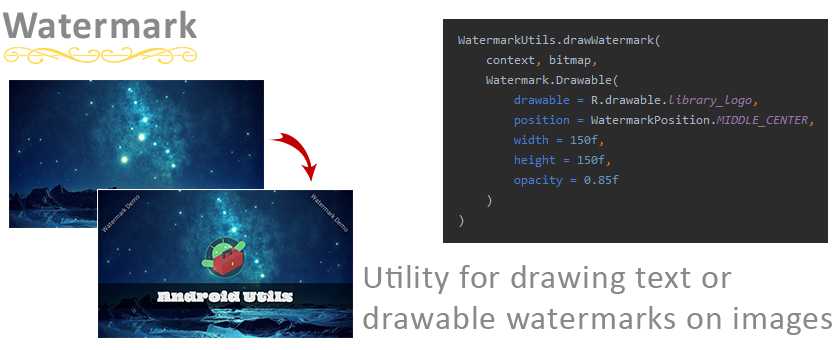 Watermark
WatermarkUtils.drawWatermark(
context, bitmap,
Watermark.Drawable(
drawable = R.drawable.library_logo,
position = WatermarkPosition.MIDDLE_CENTER,
width = 150f,
height = 150f,
opacity = 0.85f
)
)
Watermark Demo
Watermark Demo
Android Utils
Utility for drawing text or
drawable watermarks on images